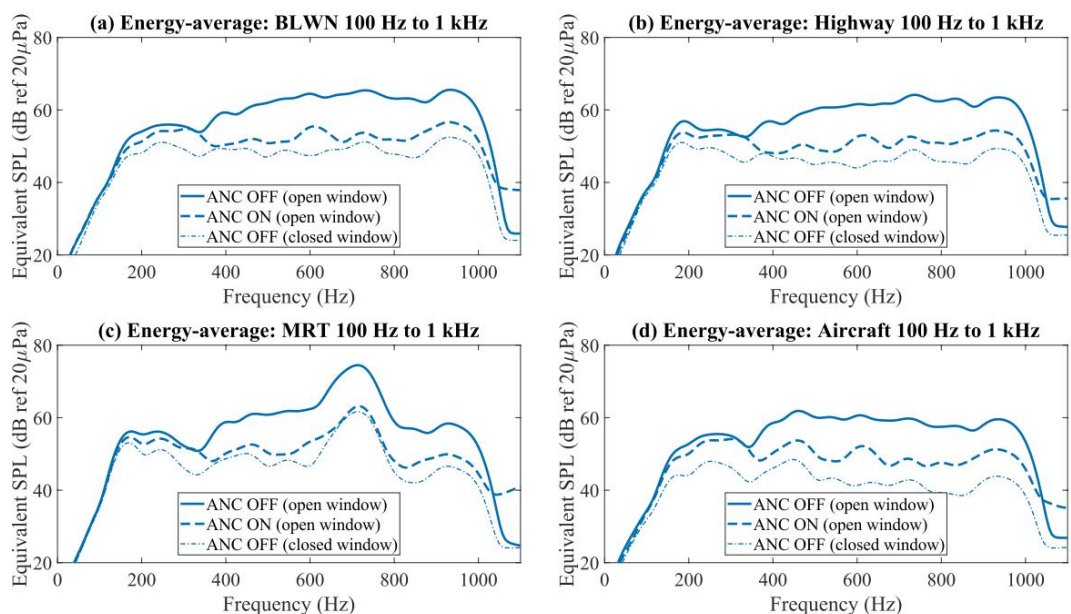 (a) Energy-average: BLWN 100 Hz to 1 kHz
Equivalent SPL (dB ref 20μPa)
80
60
40
20
ANC OFF (open window)
ANC ON (open window)
ANC OFF (closed window)
0 200 400 600 800 1000
Frequency (Hz)
(b) Energy-average: Highway 100 Hz to 1 kHz
Equivalent SPL (dB ref 20μPa)
80
60
40
20
ANC OFF (open window)
ANC ON (open window)
ANC OFF (closed window)
0 200 400 600 800 1000
Frequency (Hz)
(c) Energy-average: MRT 100 Hz to 1 kHz
Equivalent SPL (dB ref 20μPa)
80
60
40
20
ANC OFF (open window)
ANC ON (open window)
ANC OFF (closed window)
0 200 400 600 800 1000
Frequency (Hz)
(d) Energy-average: Aircraft 100 Hz to 1 kHz
Equivalent SPL (dB ref 20μPa)
80
60
40
20
ANC OFF (open window)
ANC ON (open window)
ANC OFF (closed window)
0 200 400 600 800 1000
Frequency (Hz)